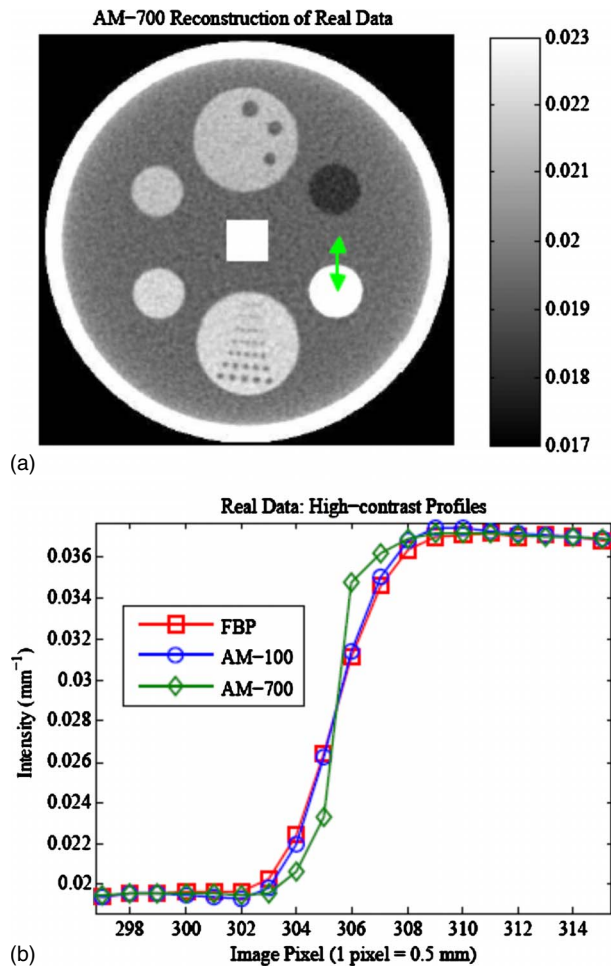 AM−700 Reconstruction of Real Data
0.023
0.022
0.02
0.019
0.018
0.017
(a)
Real Data: High−contrast Profiles
0.036
0.034
0.032
0.03
0.028
0.026
0.024
0.022
0.02
Intensity (mm⁻¹)
FBP
AM−100
AM−700
298 300 302 304 306 308 310 312 314
Image Pixel (1 pixel = 0.5 mm)
(b)